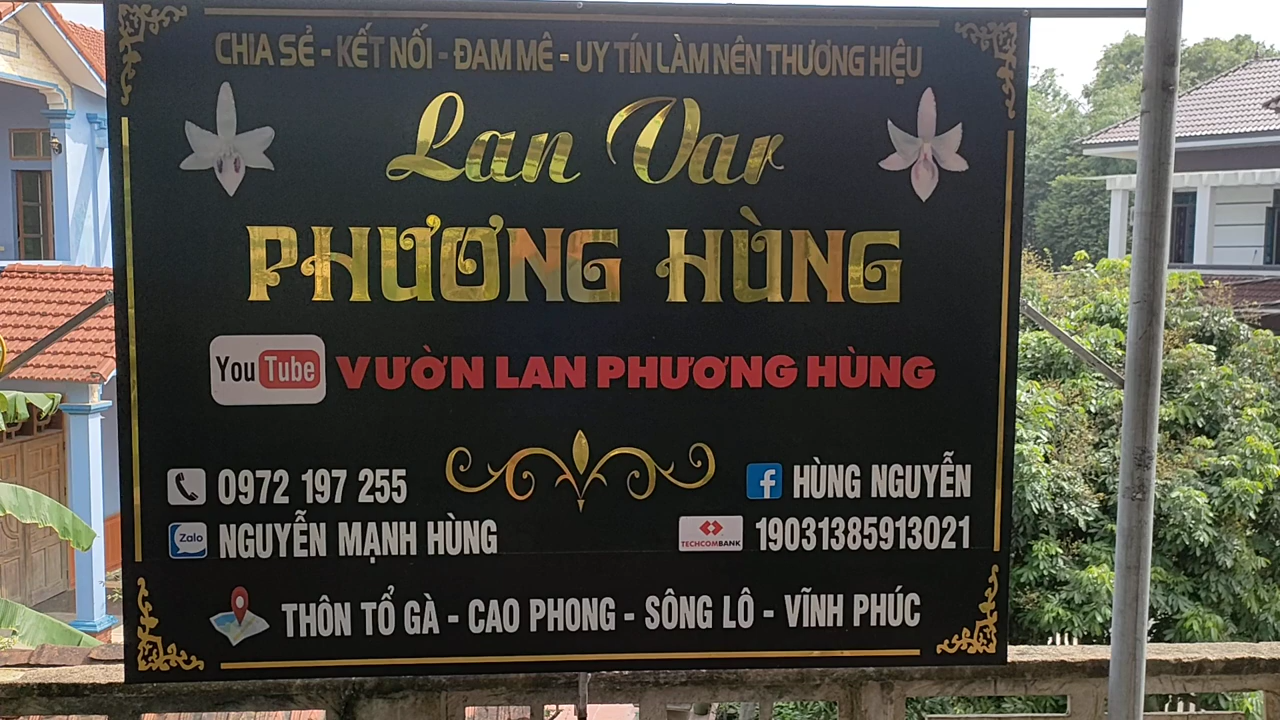 CHIA SẺ - KẾT NỐI - ĐAM MÊ - UY TÍN LÀM NÊN THƯƠNG HIỆU
Lan Var
PHƯƠNG HÙNG
YouTube VƯỜN LAN PHƯƠNG HÙNG
0972 197 255
Zalo NGUYỄN MẠNH HÙNG
f HÙNG NGUYỄN
TECHCOMBANK 19031385913021
THÔN TỔ GÀ - CAO PHONG - SÔNG LÔ - VĨNH PHÚC